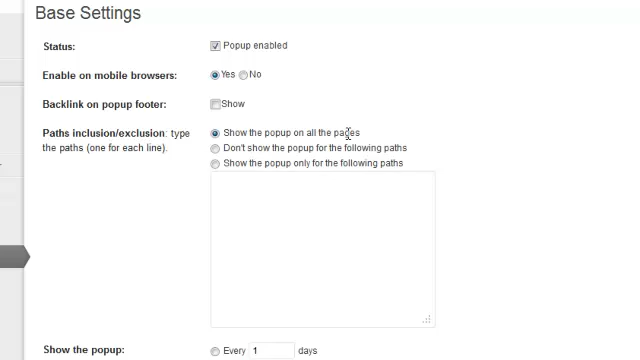 Base Settings
Status: Popup enabled
Enable on mobile browsers: Yes No
Backlink on popup footer: Show
Paths inclusion/exclusion: type Show the popup on all the pages
the paths (one for each line). Don't show the popup for the following paths
Show the popup only for the following paths
Show the popup: Every 1 days